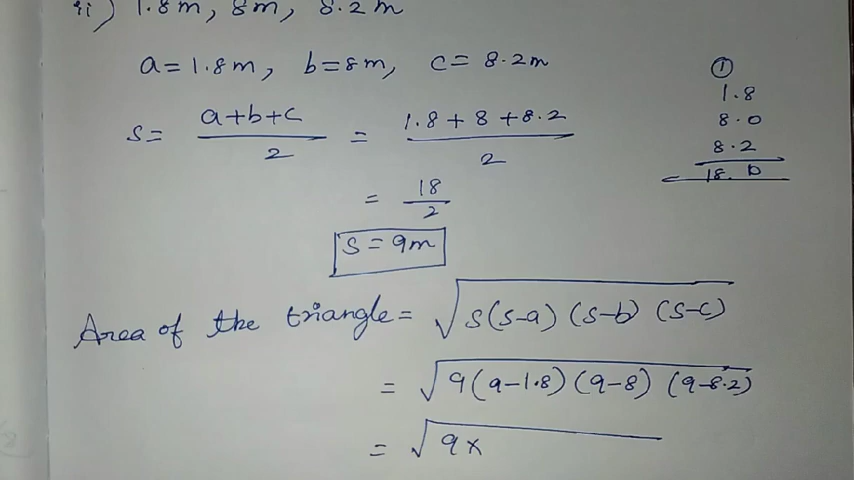 ii) 1.8m, 8m, 8.2m
a=1.8m, b=8m, c= 8.2m
s= a+b+c/2 = 1.8+8+8.2/2
= 18/2
s = 9m
①
1.8
8.0
8.2
18.0
Area of the triangle = √s(s-a) (s-b) (s-c)
= √9(9-1.8) (9-8) (9-8.2)
= √9×